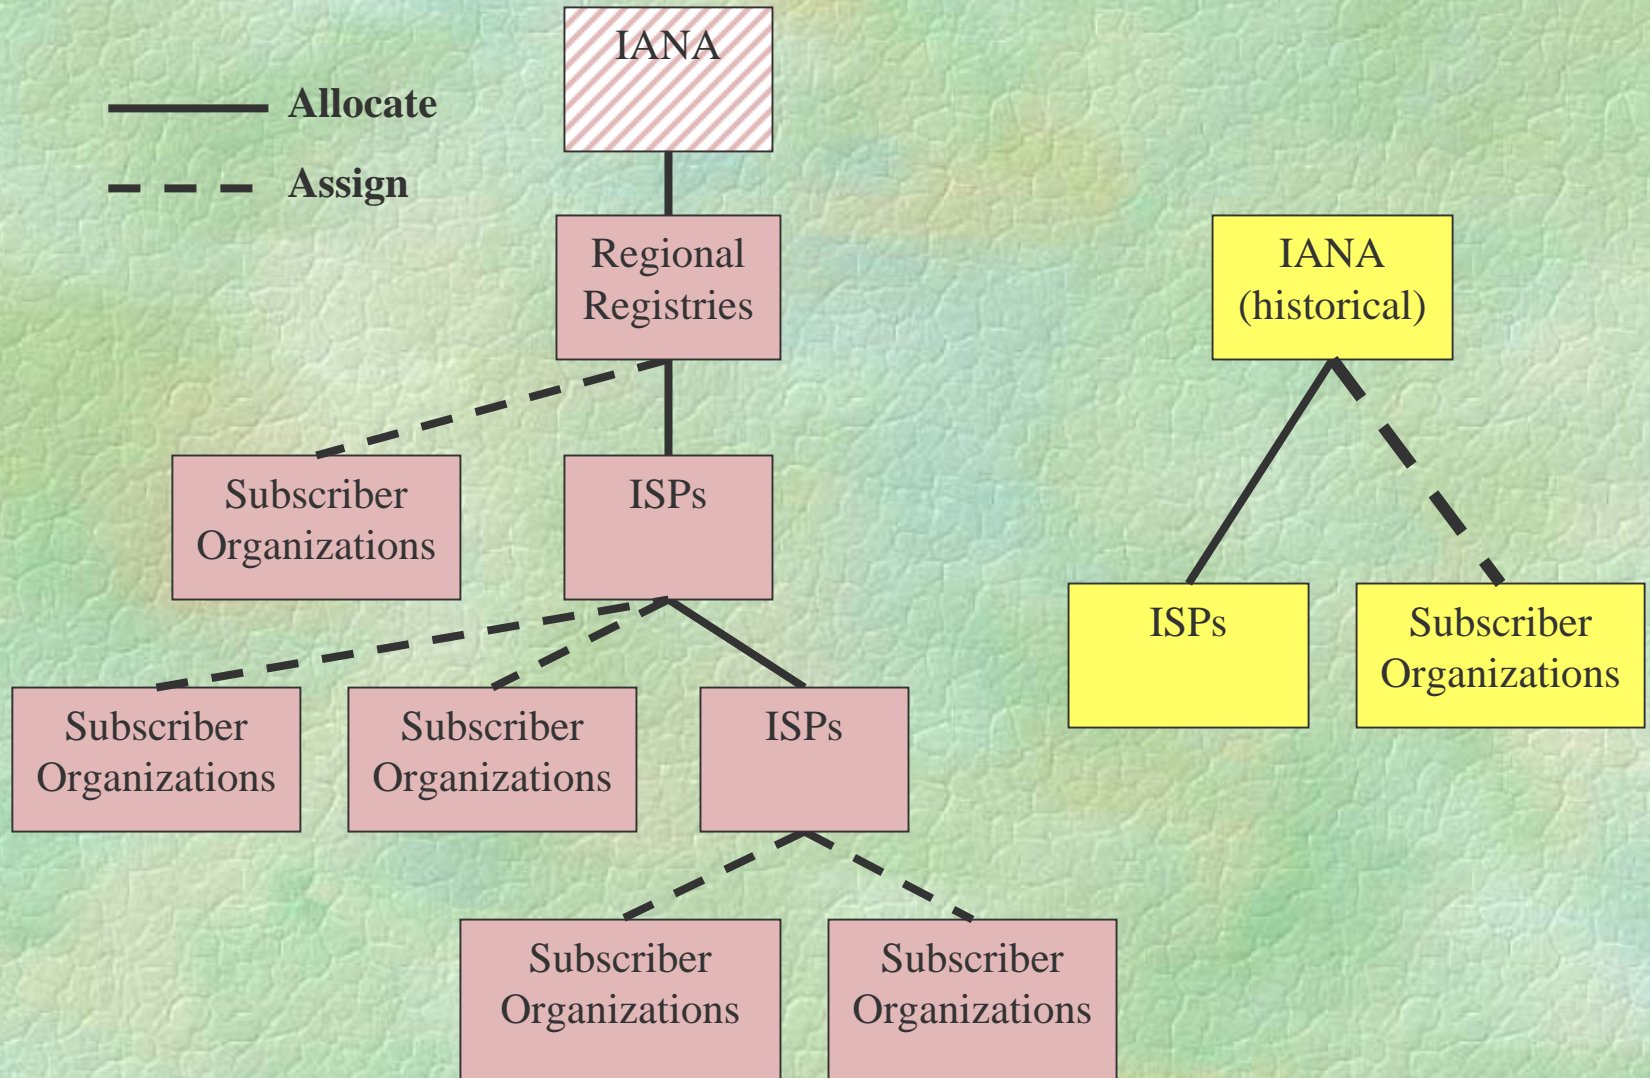 IANA
Allocate
Assign
Regional
Registries
IANA
(historical)
Subscriber
Organizations
ISPs
ISPs
Subscriber
Organizations
Subscriber
Organizations
Subscriber
Organizations
ISPs
Subscriber
Organizations
Subscriber
Organizations